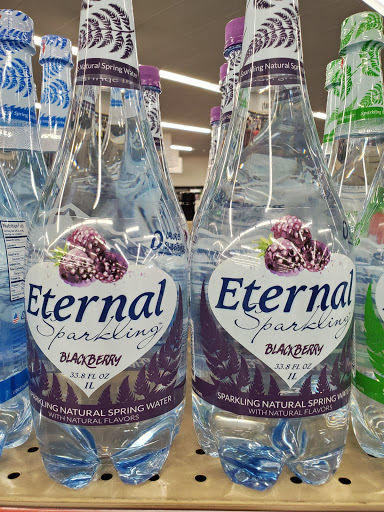 Sparkling Natural Spring Water
Natural Spring Water
Eternal
Sparkling
BLACKBERRY
33.8 FL OZ
1L
SPARKLING NATURAL SPRING WATER
WITH NATURAL FLAVORS
Eternal
Sparkling
BLACKBERRY
33.8 FL OZ
1L
SPARKLING NATURAL SPRING WATER
WITH NATURAL FLAVORS